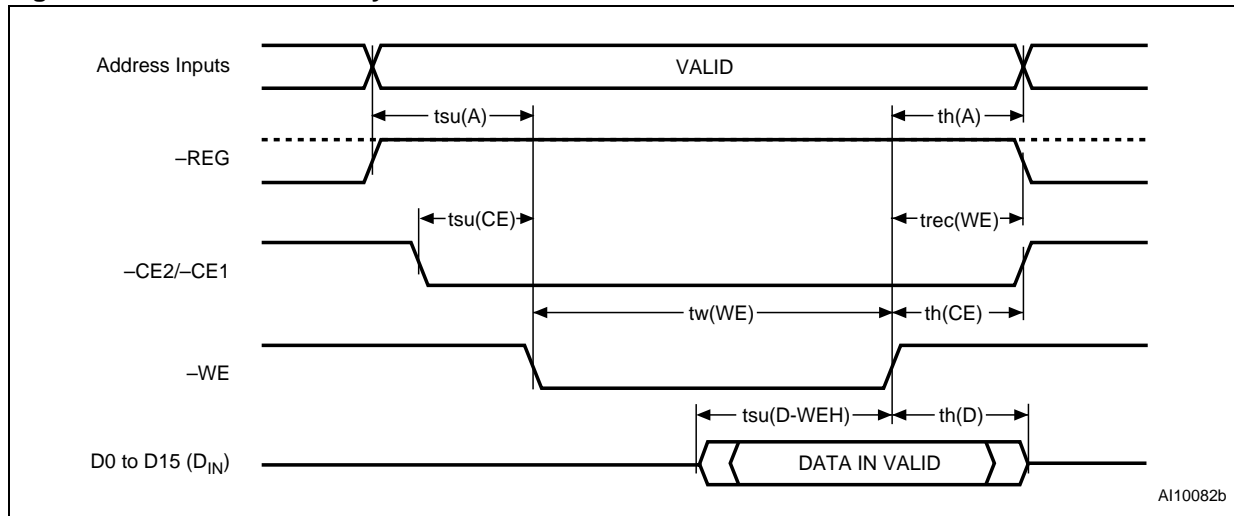 Address Inputs
VALID
tsu(A)
th(A)
–REG
tsu(CE)
trec(WE)
–CE2/–CE1
tw(WE)
th(CE)
–WE
tsu(D-WEH)
th(D)
D0 to D15 (DIN)
DATA IN VALID
AI10082b